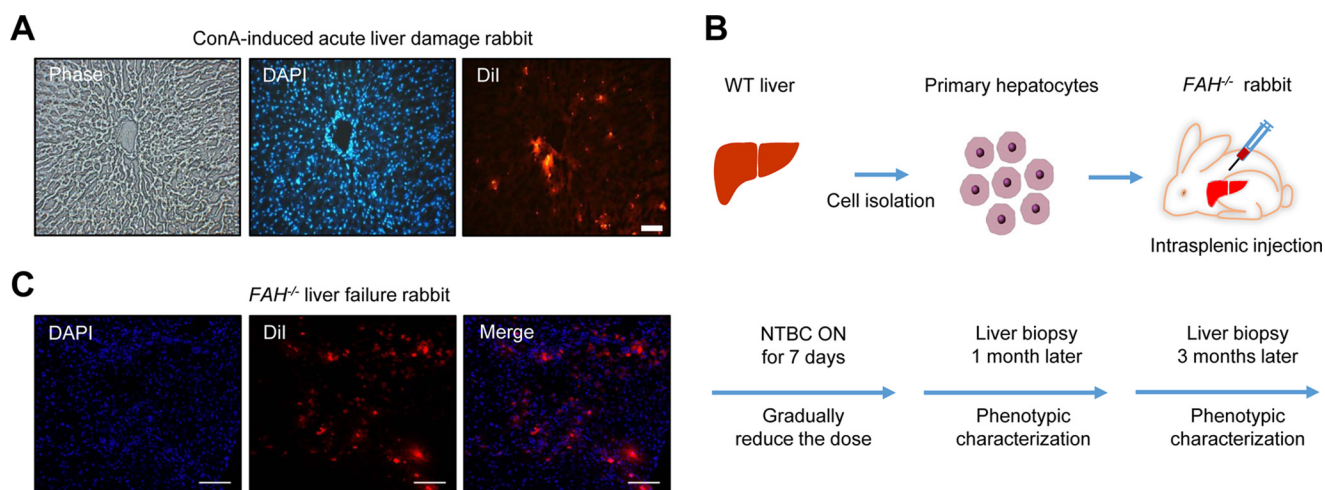 A
ConA-induced acute liver damage rabbit
Phase
DAPI
DiI
B
WT liver
Primary hepatocytes
FAH-/- rabbit
Cell isolation
Intrasplenic injection
C
FAH-/- liver failure rabbit
DAPI
DiI
Merge
NTBC ON
for 7 days
Gradually
reduce the dose
Liver biopsy
1 month later
Phenotypic
characterization
Liver biopsy
3 months later
Phenotypic
characterization